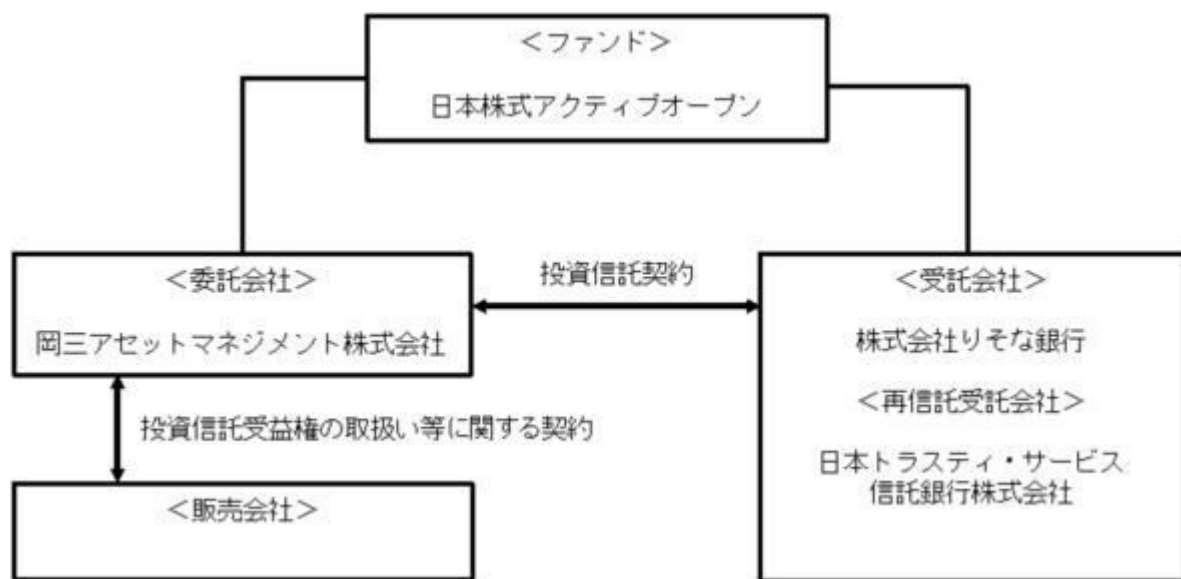 ＜ファンド＞
日本株式アクティブオープン
＜委託会社＞
岡三アセットマネジメント株式会社
投資信託契約
＜受託会社＞
株式会社りそな銀行
＜再信託受託会社＞
日本トラスティ・サービス
信託銀行株式会社
投資信託受益権の取扱い等に関する契約
＜販売会社＞